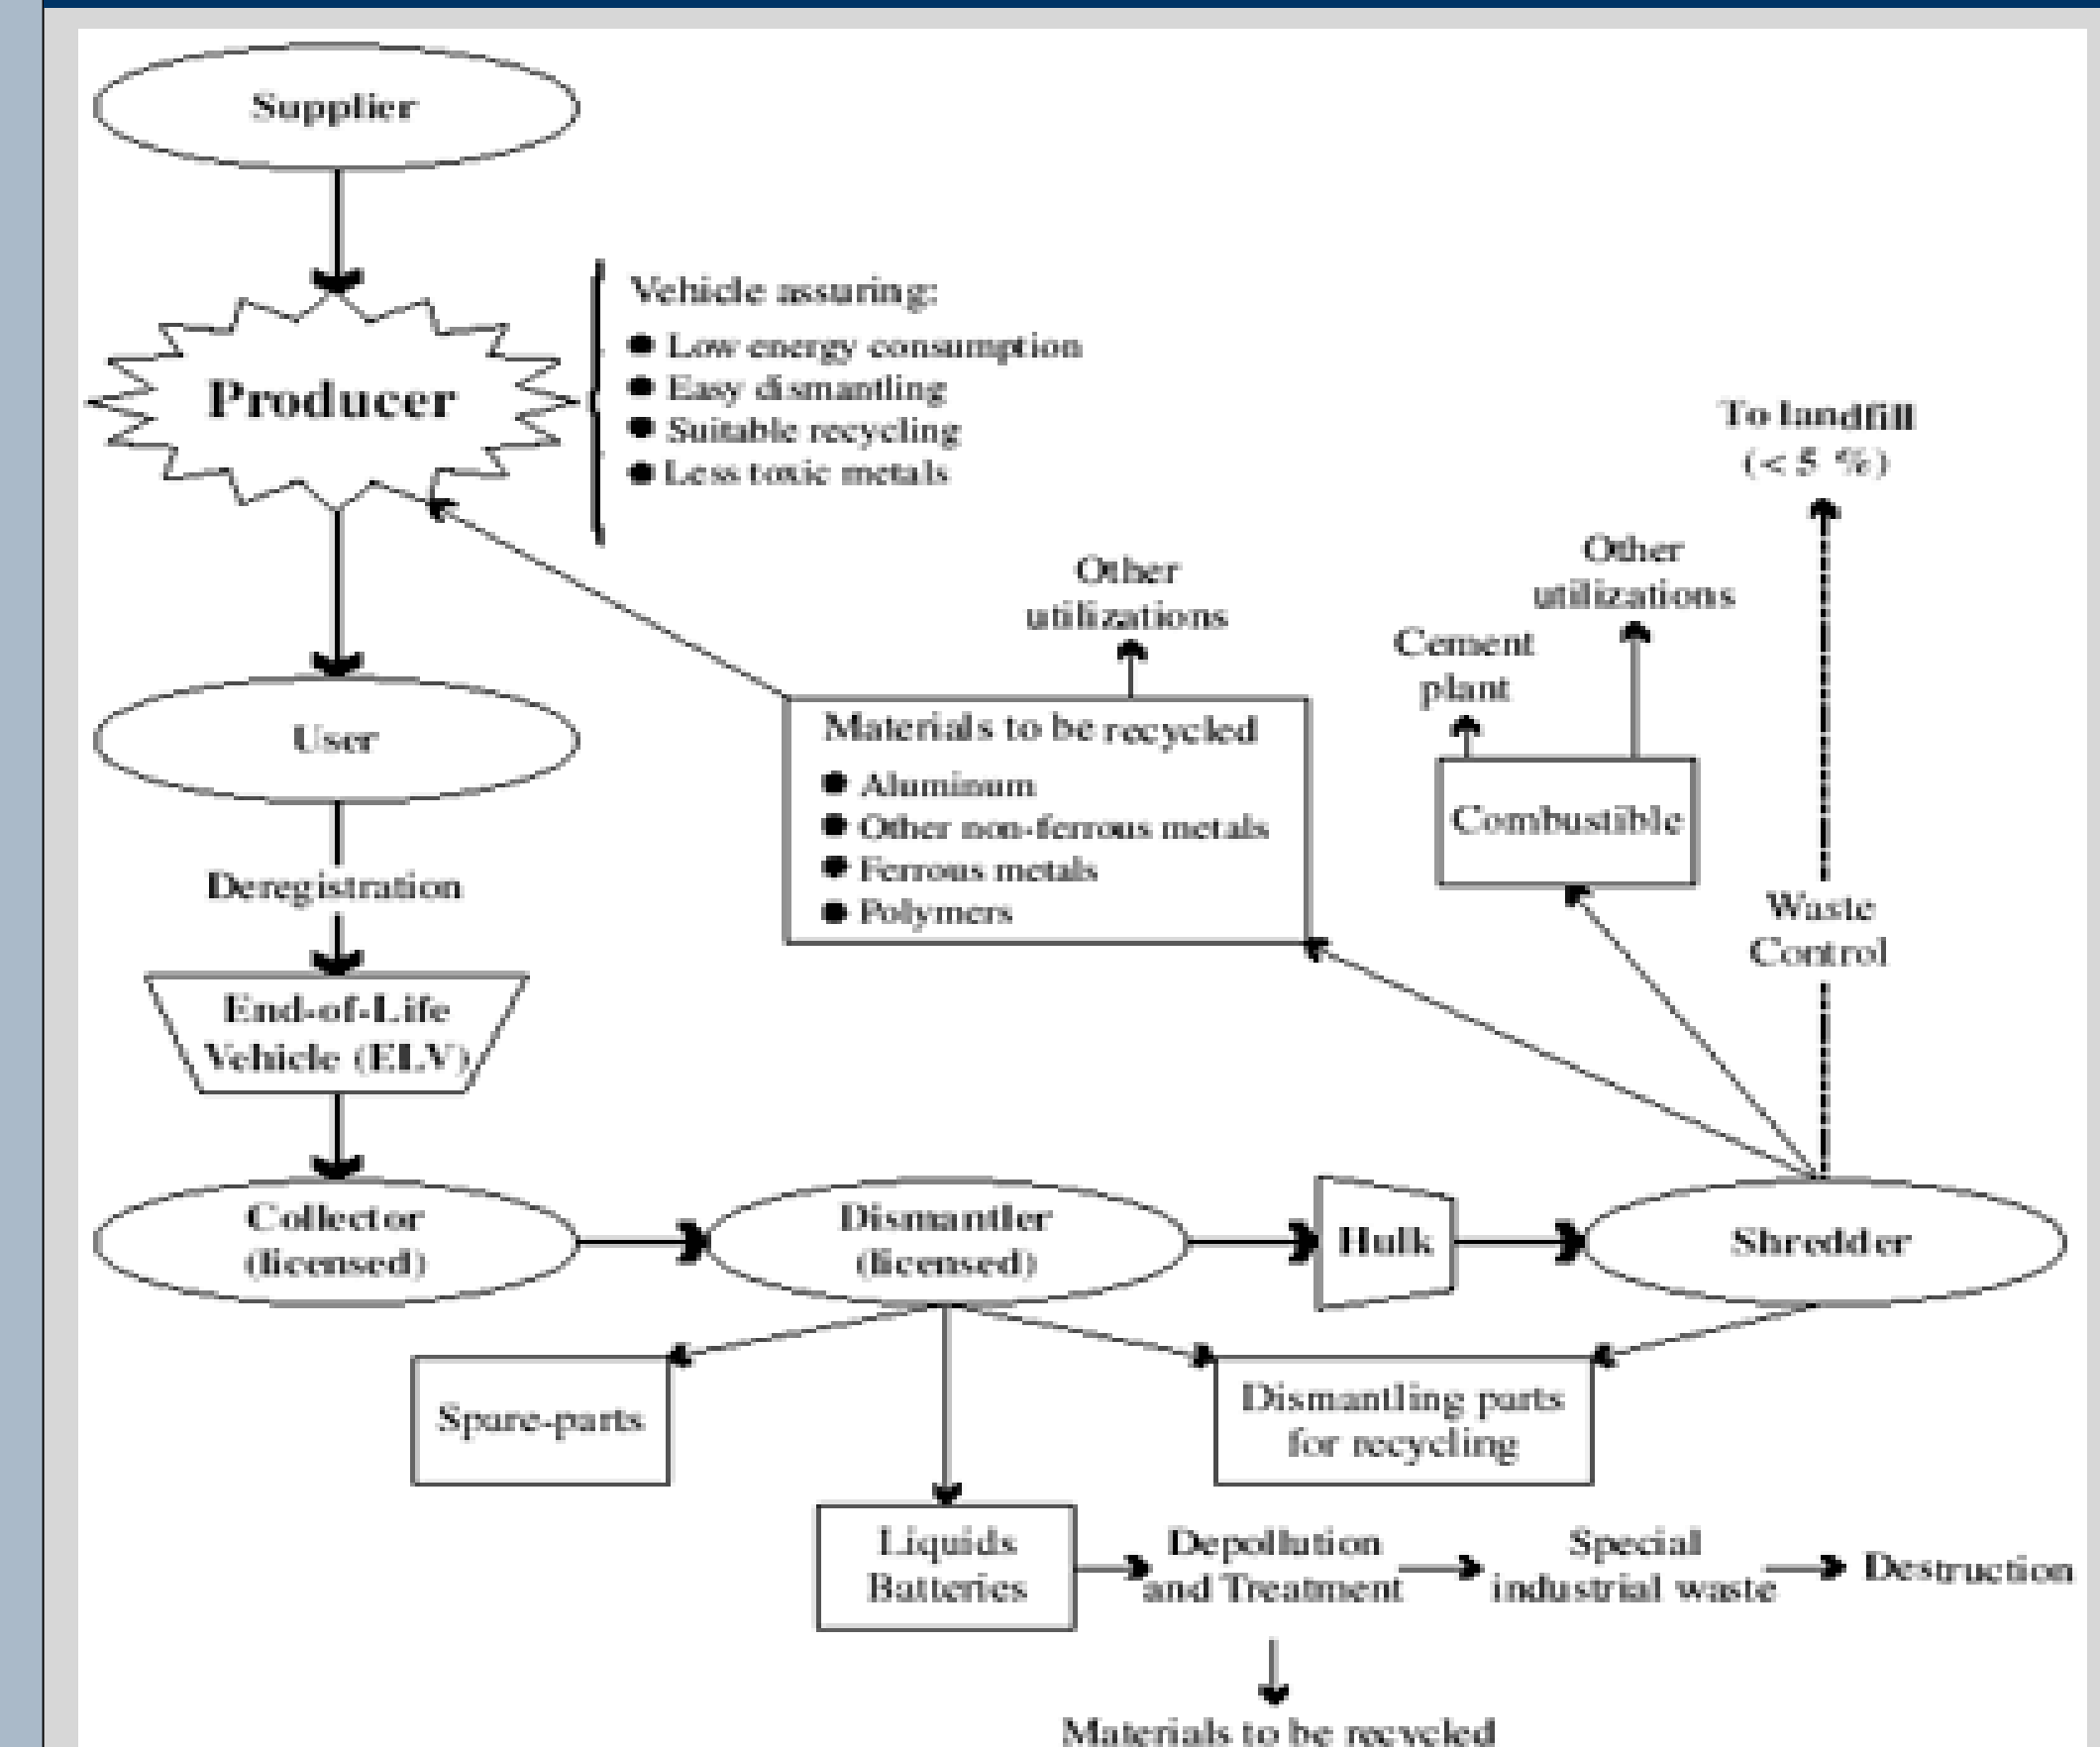 Supplier
Producer
Vehicle assuring:
● Low energy consumption
● Easy dismantling
● Suitable recycling
● Less toxic metals
To landfill
(< 5 %)
Other
utilizations
Other
utilizations
Cement
plant
User
Materials to be recycled
● Aluminum
● Other non-ferrous metals
● Ferrous metals
● Polymers
Combustible
Deregistration
Waste
Control
End-of-Life
Vehicle (ELV)
Collector
(licensed)
Dismantler
(licensed)
Hulk
Shredder
Spare-parts
Dismantling parts
for recycling
Liquids
Batteries
Depollution
and Treatment
Special
industrial waste
Destruction
Materials to be recycled